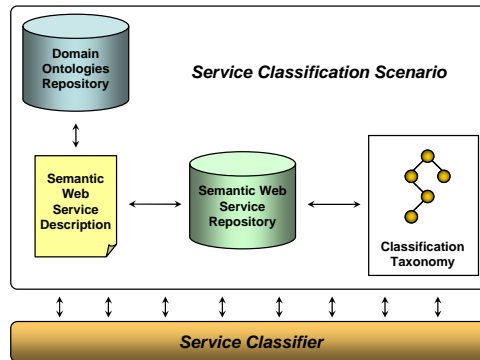 Domain
Ontologies
Repository
Service Classification Scenario
Semantic
Web
Service
Description
Semantic Web
Service
Repository
Classification
Taxonomy
Service Classifier